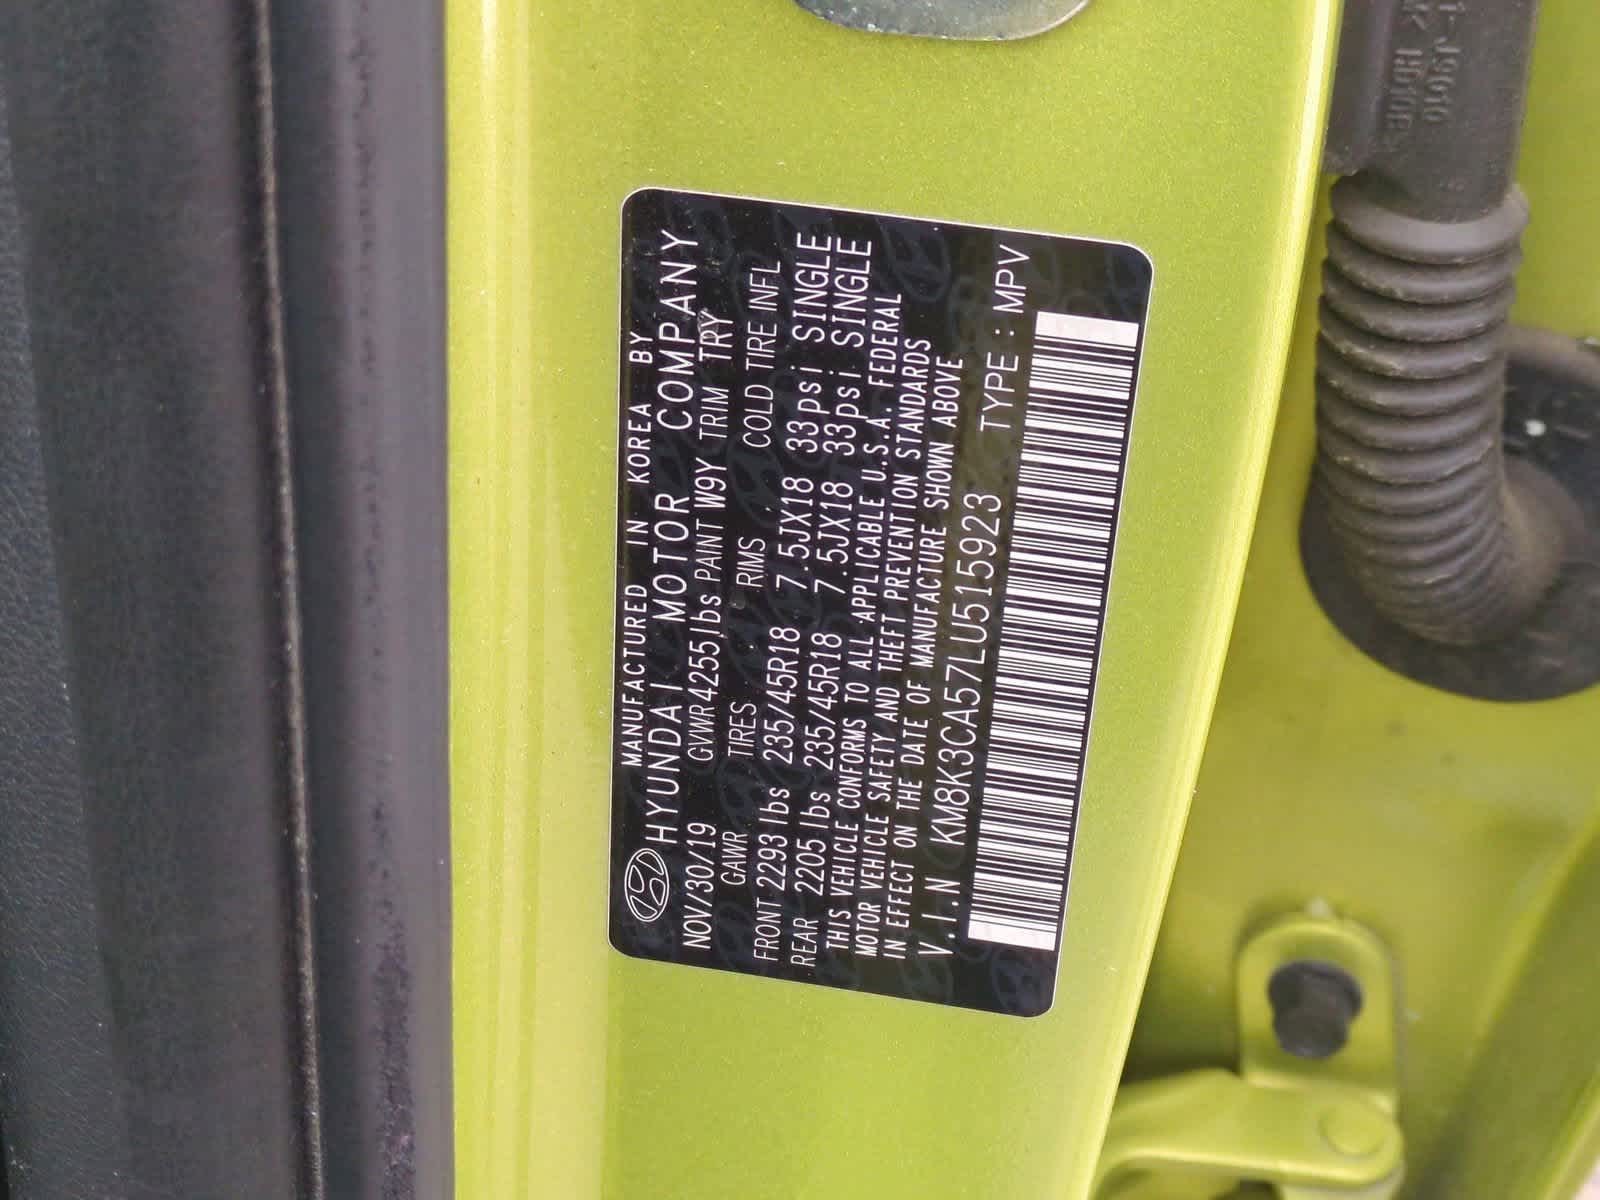 MANUFACTURED IN KOREA BY
HYUNDAI MOTOR COMPANY
NOV/30/19 GVWR 4255 lbs PAINT W9Y TRIM TRY
GAWR TIRES RIMS COLD TIRE INFL
FRONT 2293 lbs 235/45R18 7.5JX18 33psi SINGLE
REAR 2205 lbs 235/45R18 7.5JX18 33psi SINGLE
THIS VEHICLE CONFORMS TO ALL APPLICABLE U.S.A. FEDERAL
MOTOR VEHICLE SAFETY AND THEFT PREVENTION STANDARDS
IN EFFECT ON THE DATE OF MANUFACTURE SHOWN ABOVE
V.I.N KM8K3CA57LU515923 TYPE : MPV